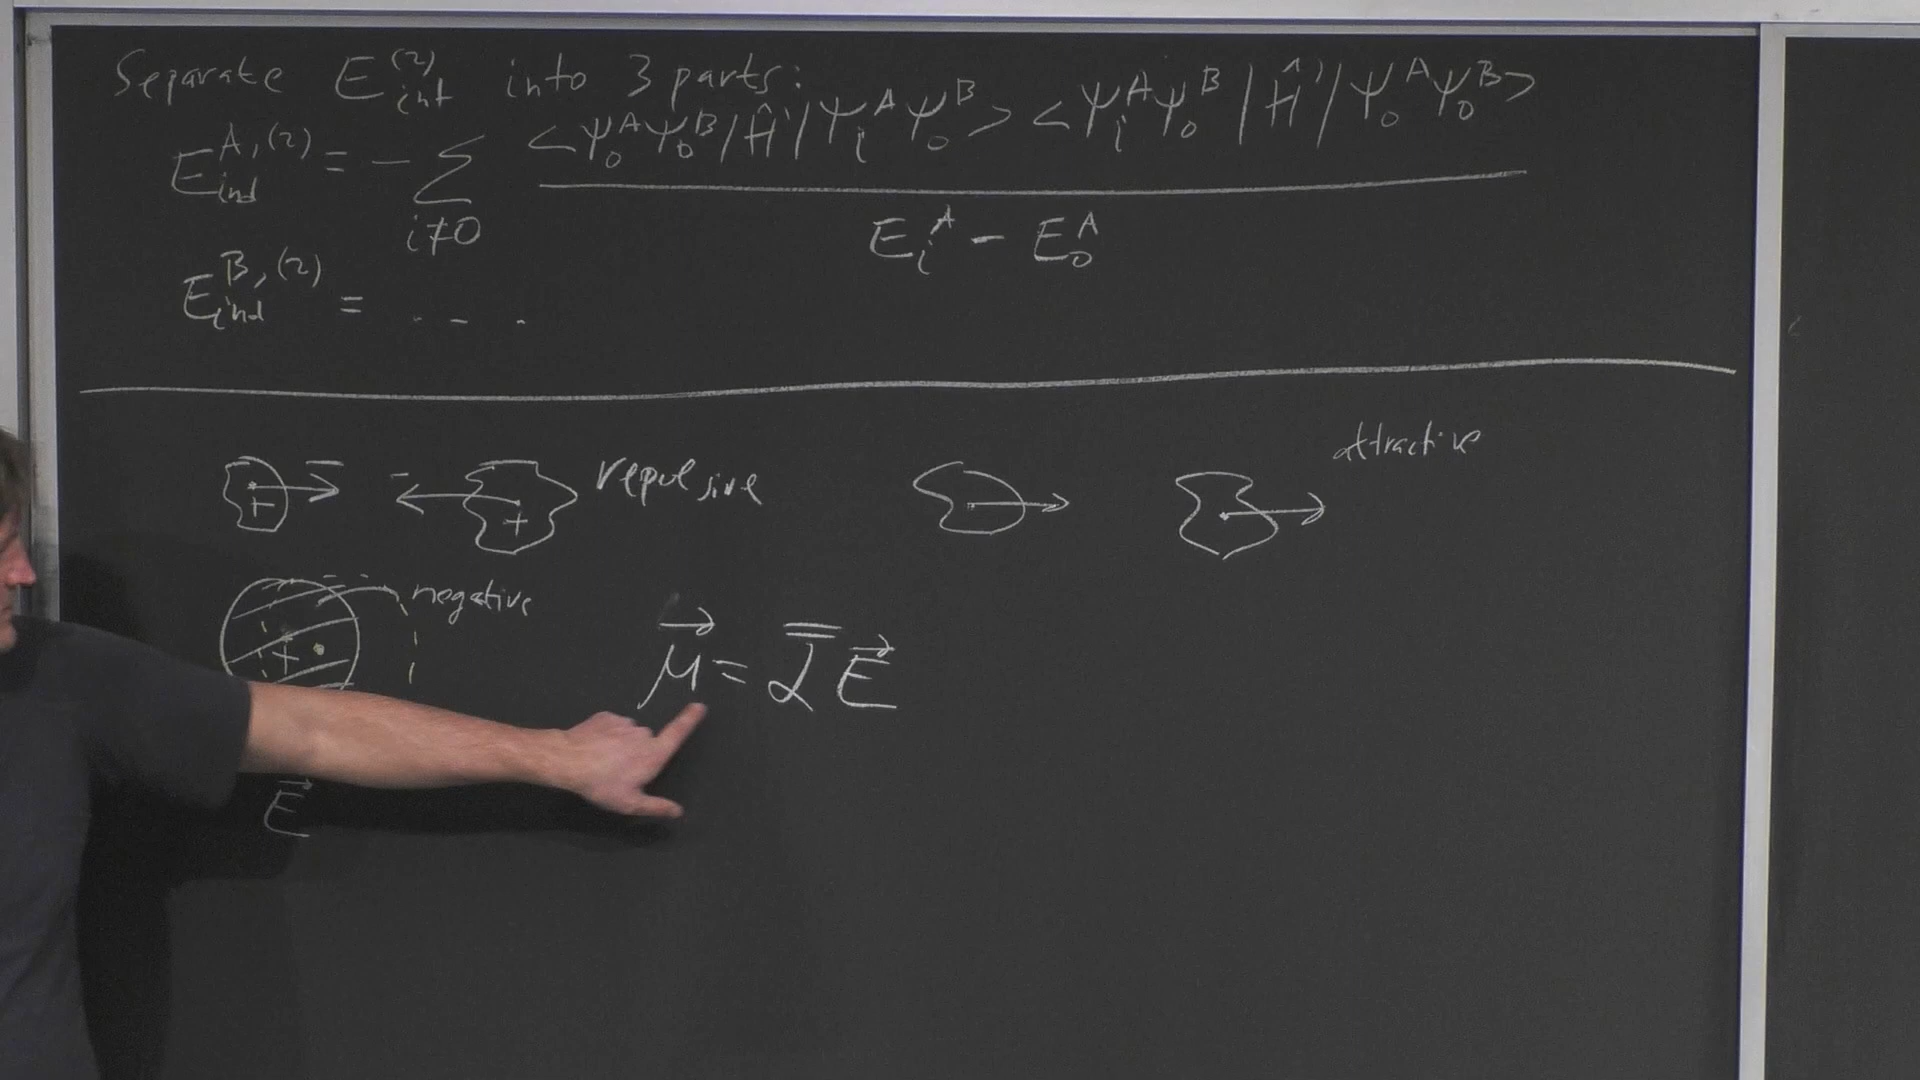 Separate E_int^(2) into 3 parts:
E_ind^A,(2) = - Σ_{i≠0} <ψ_0^A ψ_0^B|Ĥ'|ψ_i^A ψ_0^B> <ψ_i^A ψ_0^B|Ĥ'|ψ_0^A ψ_0^B>
E_i^A - E_0^A
E_ind^B,(2) = ...
+ - - + repulsive attractive
+ negative
μ⃗ = α̿ E⃗
E⃗